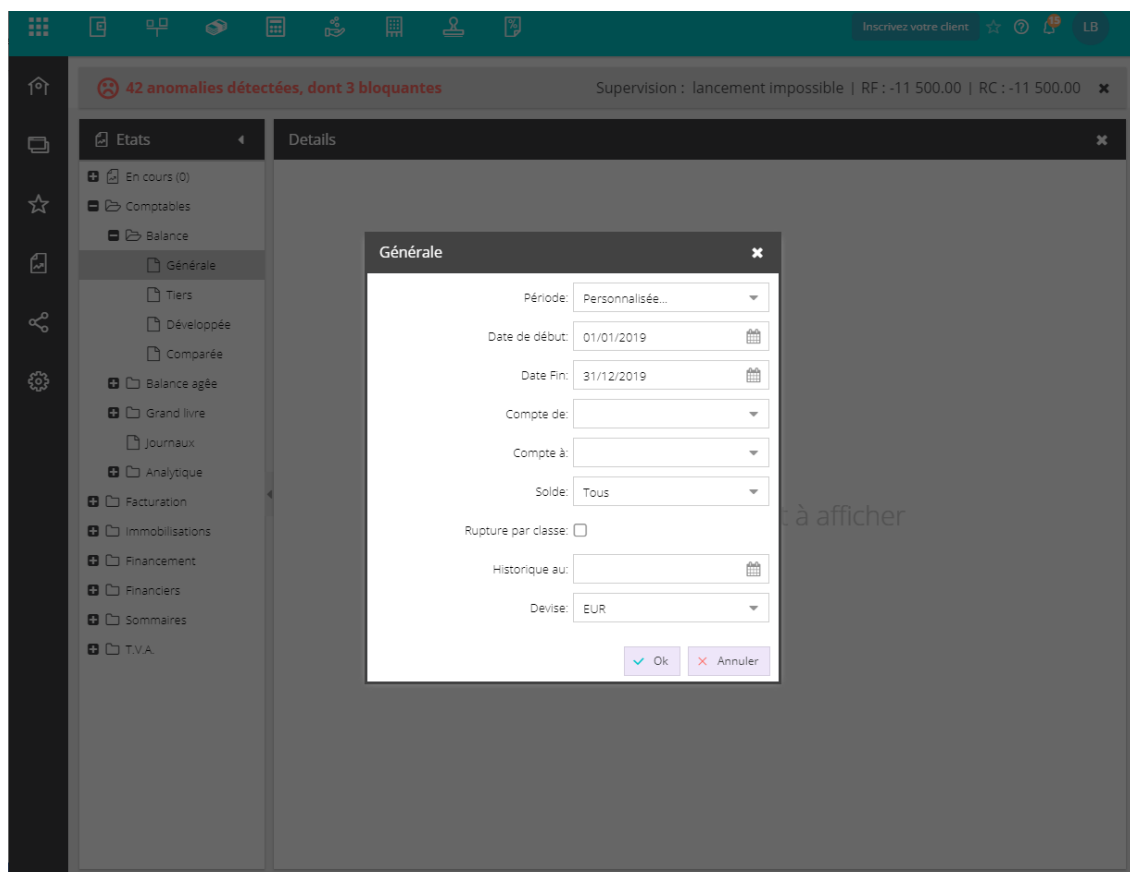 Inscrivez votre client
15
LB
42 anomalies détectées, dont 3 bloquantes
Supervision : lancement impossible | RF : -11 500.00 | RC : -11 500.00
Etats
En cours (0)
Comptables
Balance
Générale
Tiers
Développée
Comparée
Balance agêe
Grand livre
Journaux
Analytique
Facturation
Immobilisations
Financement
Financiers
Sommaires
T.V.A.
Details
t à afficher
Générale
Période: Personnalisée...
Date de début: 01/01/2019
Date Fin: 31/12/2019
Compte de:
Compte à:
Solde: Tous
Rupture par classe:
Historique au:
Devise: EUR
Ok
Annuler